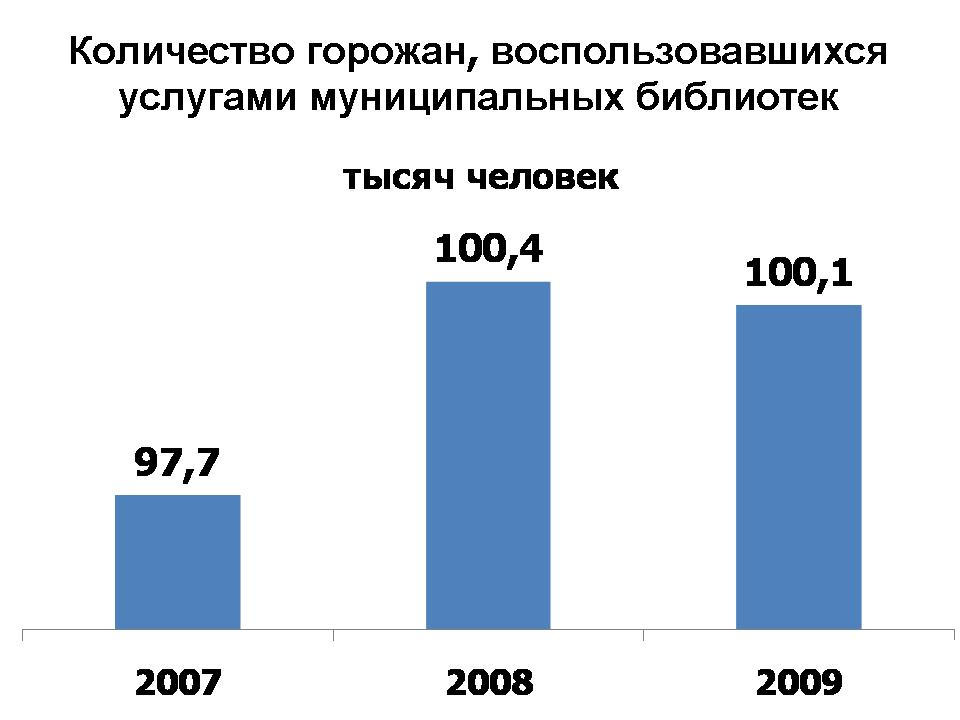 Количество горожан, воспользовавшихся
услугами муниципальных библиотек
тысяч человек
100,4
100,1
97,7
2007 2008 2009